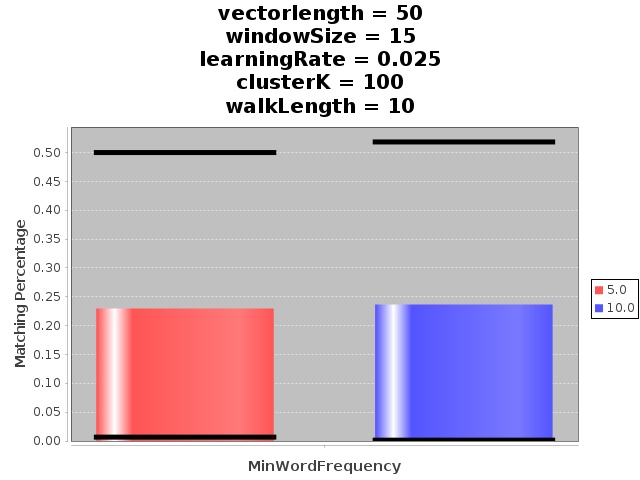 vectorlength = 50
windowSize = 15
learningRate = 0.025
clusterK = 100
walkLength = 10
Matching Percentage
0.50
0.45
0.40
0.35
0.30
0.25
0.20
0.15
0.10
0.05
0.00
MinWordFrequency
5.0
10.0